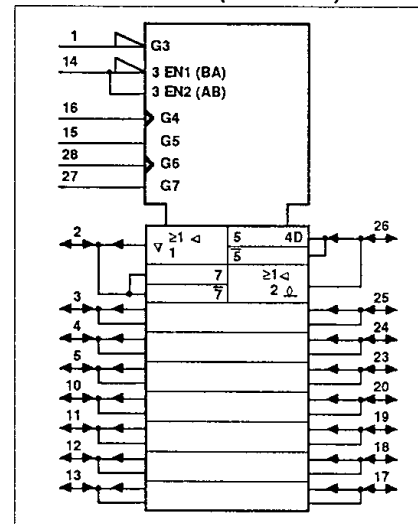 1 G3
14 3 EN1 (BA)
3 EN2 (AB)
16 G4
15 G5
28 G6
27 G7
2 ≥1 ◁ 5 4D 26
▽ 1 5̅
7 ≥1 ◁
7̅ 2
3 25
4 24
5 23
10 20
11 19
12 18
13 17